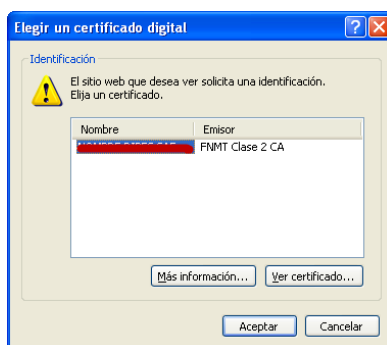 Elegir un certificado digital
Identificación
El sitio web que desea ver solicita una identificación.
Elija un certificado.
Nombre Emisor
FNMT Clase 2 CA
Más información... Ver certificado...
Aceptar Cancelar